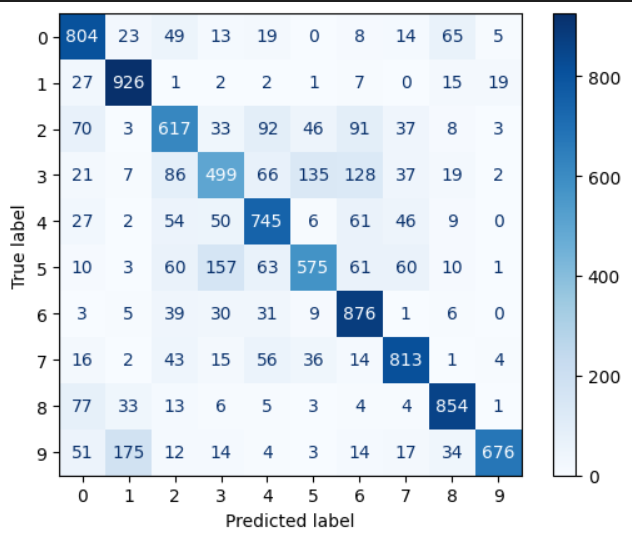 0 804 23 49 13 19 0 8 14 65 5
1 27 926 1 2 2 1 7 0 15 19
2 70 3 617 33 92 46 91 37 8 3
3 21 7 86 499 66 135 128 37 19 2
4 27 2 54 50 745 6 61 46 9 0
5 10 3 60 157 63 575 61 60 10 1
6 3 5 39 30 31 9 876 1 6 0
7 16 2 43 15 56 36 14 813 1 4
8 77 33 13 6 5 3 4 4 854 1
9 51 175 12 14 4 3 14 17 34 676
0 1 2 3 4 5 6 7 8 9
Predicted label
True label
800
600
400
200
0